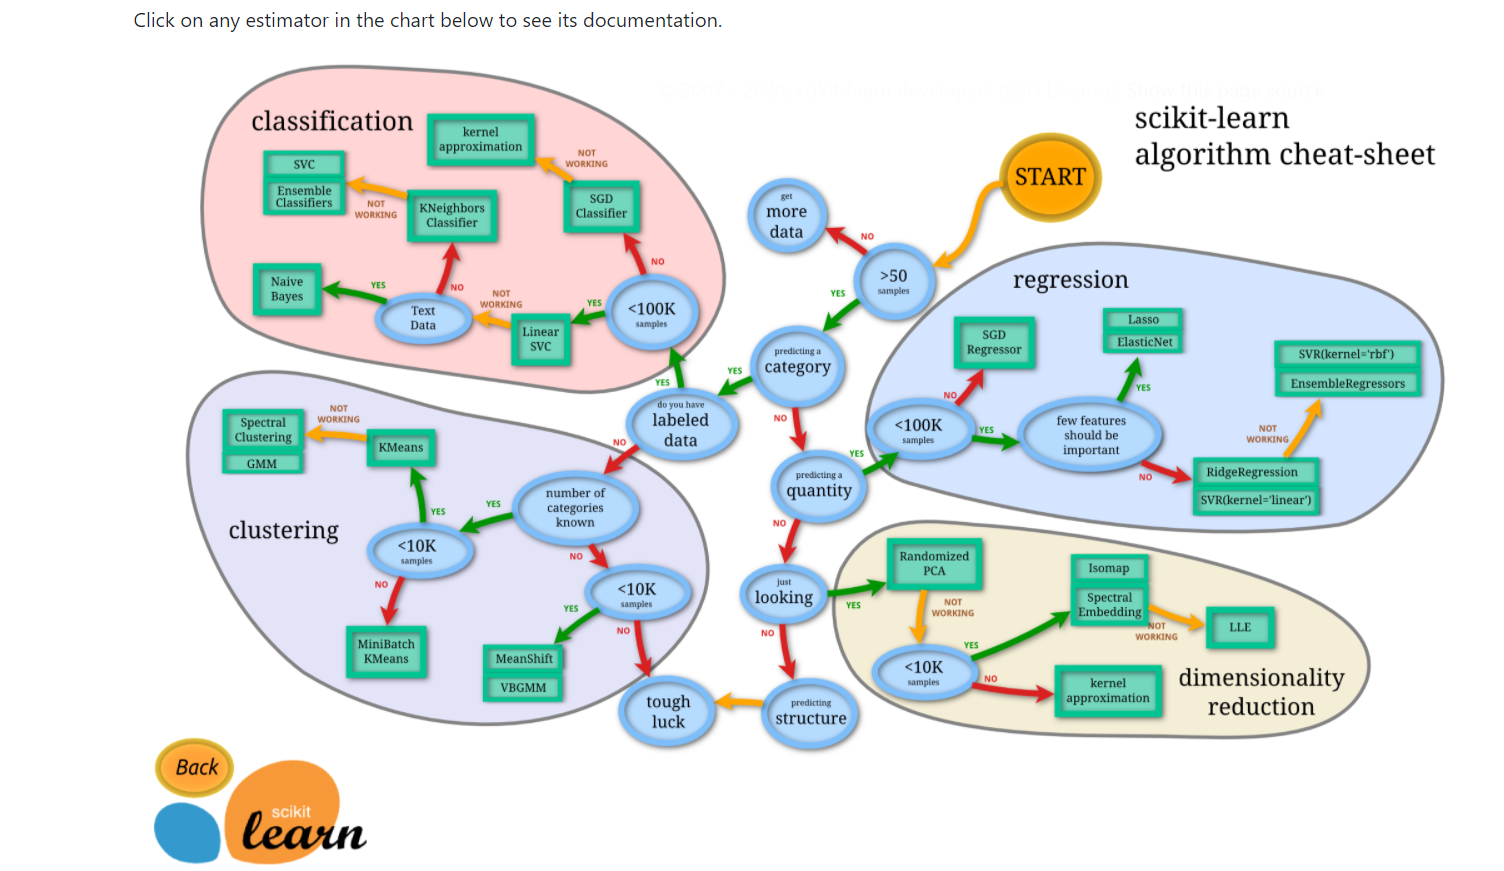 Click on any estimator in the chart below to see its documentation.
scikit-learn
algorithm cheat-sheet
START
>50
samples
NO
get
more
data
YES
predicting a
category
YES
NO
do you have
labeled
data
YES
NO
predicting a
quantity
YES
NO
just
looking
YES
NO
predicting
structure
tough
luck
classification
kernel
approximation
NOT
WORKING
SVC
Ensemble
Classifiers
NOT
WORKING
KNeighbors
Classifier
SGD
Classifier
NO
<100K
samples
YES
Linear
SVC
NOT
WORKING
Text
Data
NO
YES
Naive
Bayes
regression
<100K
samples
NO
SGD
Regressor
YES
few features
should be
important
YES
Lasso
ElasticNet
NO
RidgeRegression
SVR(kernel='linear')
NOT
WORKING
SVR(kernel='rbf')
EnsembleRegressors
clustering
number of
categories
known
YES
NO
<10K
samples
YES
KMeans
NOT
WORKING
Spectral
Clustering
GMM
NO
MiniBatch
KMeans
<10K
samples
YES
MeanShift
VBGMM
NO
dimensionality
reduction
Randomized
PCA
NOT
WORKING
<10K
samples
YES
Isomap
Spectral
Embedding
NOT
WORKING
LLE
NO
kernel
approximation
Back
scikit
learn